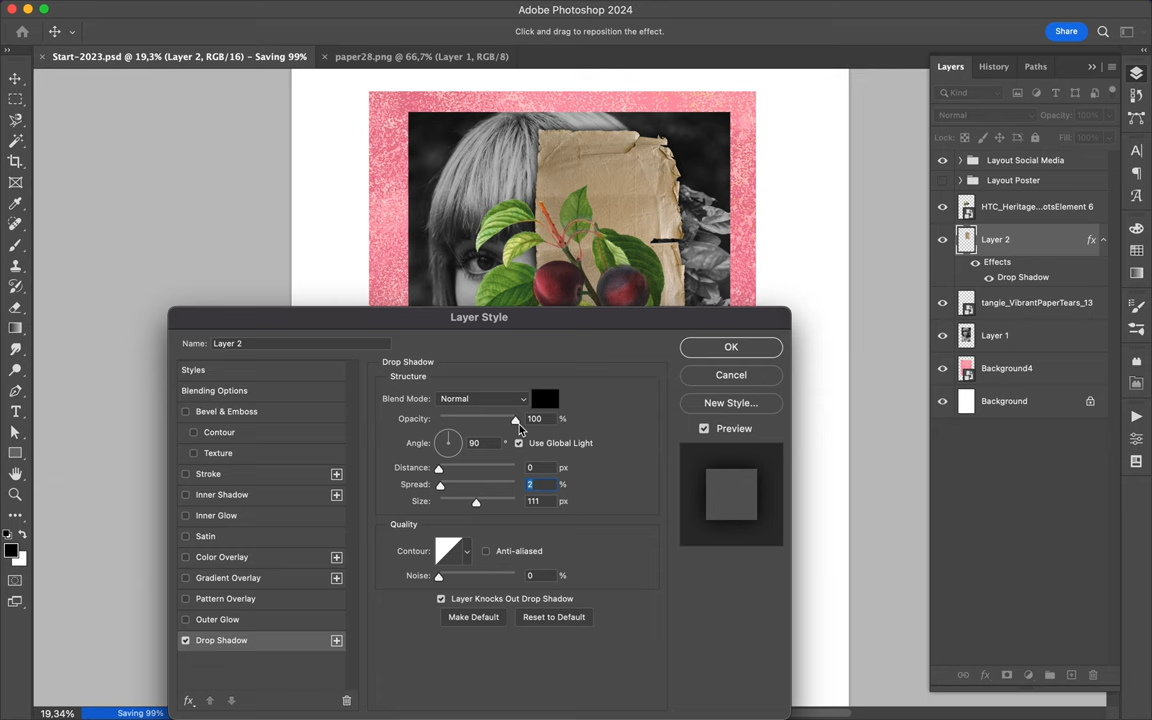 Adobe Photoshop 2024
Click and drag to reposition the effect.
Share
Start-2023.psd @ 19,3% (Layer 2, RGB/16) - Saving 99%
paper28.png @ 66,7% (Layer 1, RGB/8)
Layers
History
Paths
Kind
Normal
Opacity: 100%
Lock:
Fill: 100%
Layout Social Media
Layout Poster
HTC_Heritage...otsElement 6
Layer 2
fx
Effects
Drop Shadow
tangie_VibrantPaperTears_13
Layer 1
Background4
Background
Layer Style
Name: Layer 2
Styles
Blending Options
Bevel & Emboss
Contour
Texture
Stroke
Inner Shadow
Inner Glow
Satin
Color Overlay
Gradient Overlay
Pattern Overlay
Outer Glow
Drop Shadow
fx
Drop Shadow
Structure
Blend Mode: Normal
Opacity: 100 %
Angle: 90 ° Use Global Light
Distance: 0 px
Spread: 2 %
Size: 111 px
Quality
Contour: Anti-aliased
Noise: 0 %
Layer Knocks Out Drop Shadow
Make Default
Reset to Default
OK
Cancel
New Style...
Preview
19,34%
Saving 99%
fx